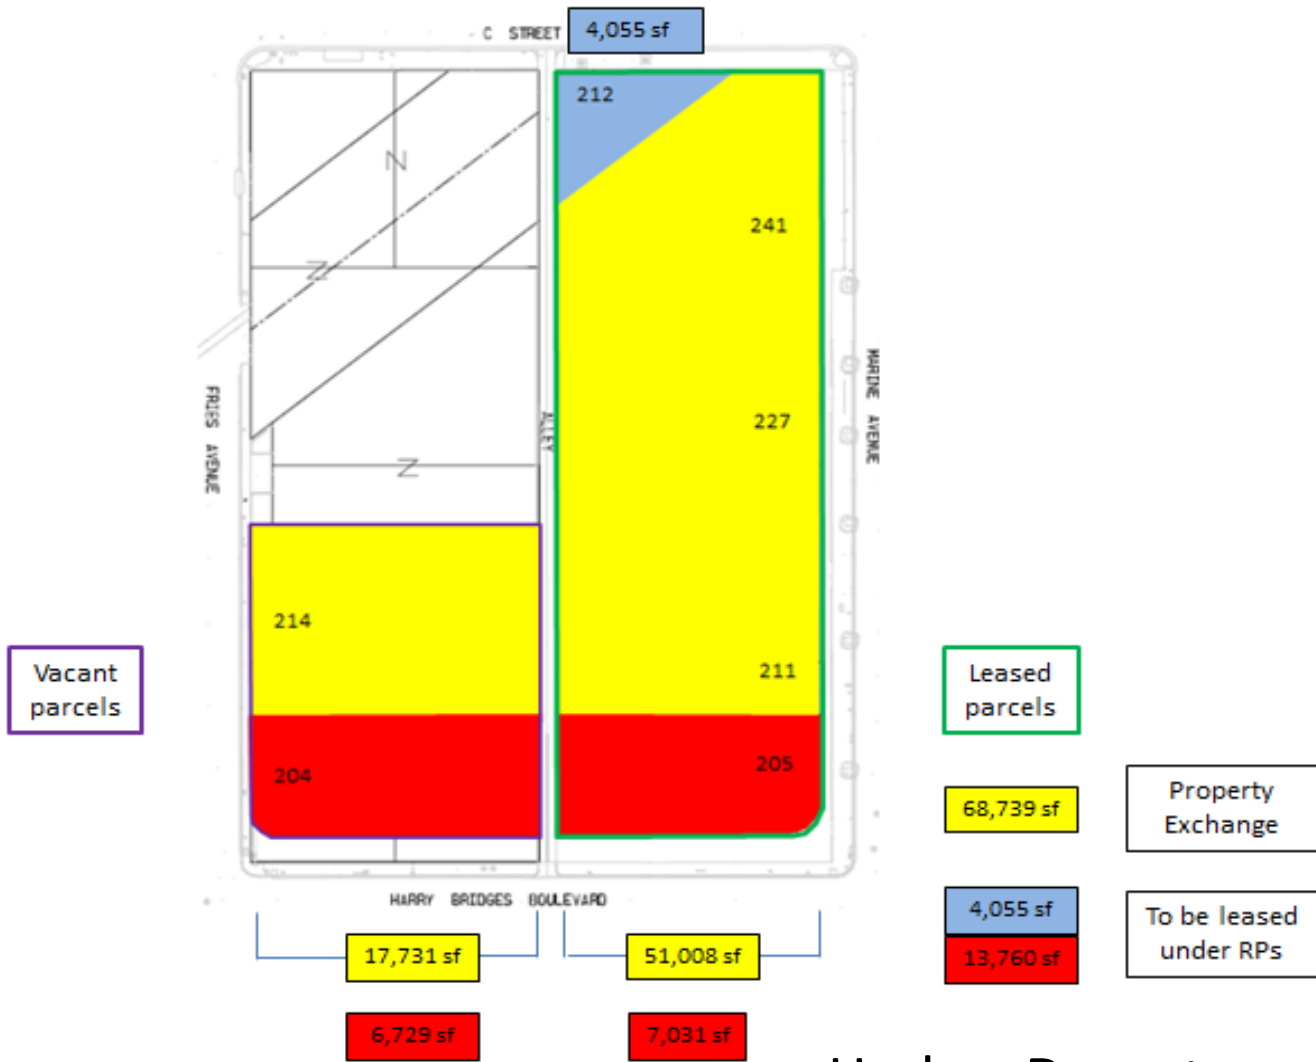 C STREET
4,055 sf
212
241
227
MARINE AVENUE
FRIES AVENUE
ALLEY
N
N
N
214
211
Vacant
parcels
Leased
parcels
204
205
68,739 sf
Property
Exchange
HARRY BRIDGES BOULEVARD
4,055 sf
13,760 sf
To be leased
under RPs
17,731 sf
51,008 sf
6,729 sf
7,031 sf